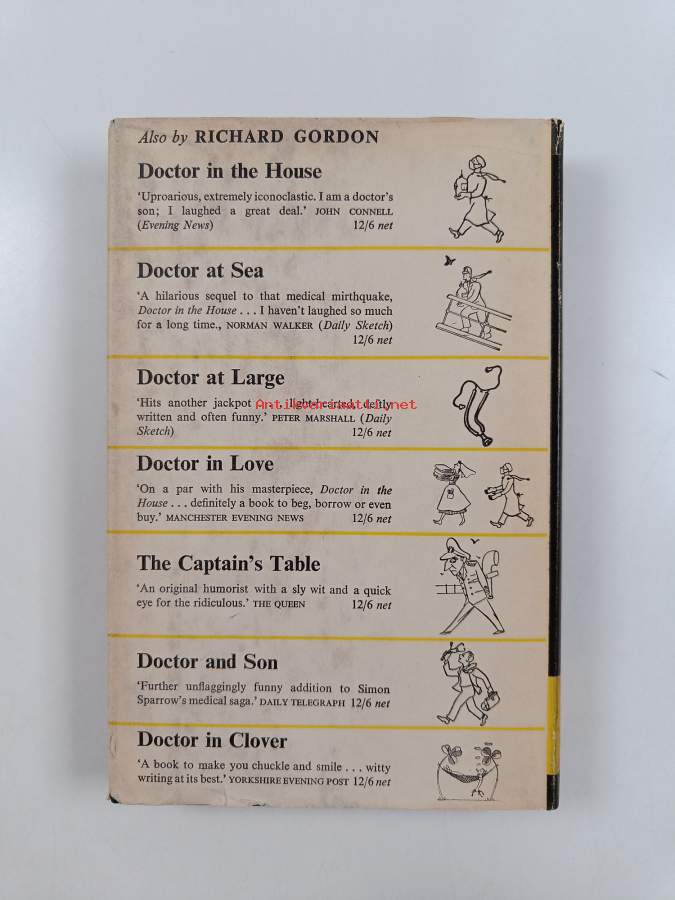 Also by RICHARD GORDON
Doctor in the House
'Uproarious, extremely iconoclastic. I am a doctor's
son; I laughed a great deal.' JOHN CONNELL
(Evening News) 12/6 net
Doctor at Sea
'A hilarious sequel to that medical mirthquake,
Doctor in the House . . . I haven't laughed so much
for a long time., NORMAN WALKER (Daily Sketch)
12/6 net
Doctor at Large
'Hits another jackpot . . . light-hearted, deftly
Antikvariaatti.net
written and often funny.' PETER MARSHALL (Daily
Sketch) 12/6 net
Doctor in Love
'On a par with his masterpiece, Doctor in the
House . . . definitely a book to beg, borrow or even
buy.' MANCHESTER EVENING NEWS 12/6 net
The Captain's Table
'An original humorist with a sly wit and a quick
eye for the ridiculous.' THE QUEEN 12/6 net
Doctor and Son
'Further unflaggingly funny addition to Simon
Sparrow's medical saga.' DAILY TELEGRAPH 12/6 net
Doctor in Clover
'A book to make you chuckle and smile . . . witty
writing at its best.' YORKSHIRE EVENING POST 12/6 net